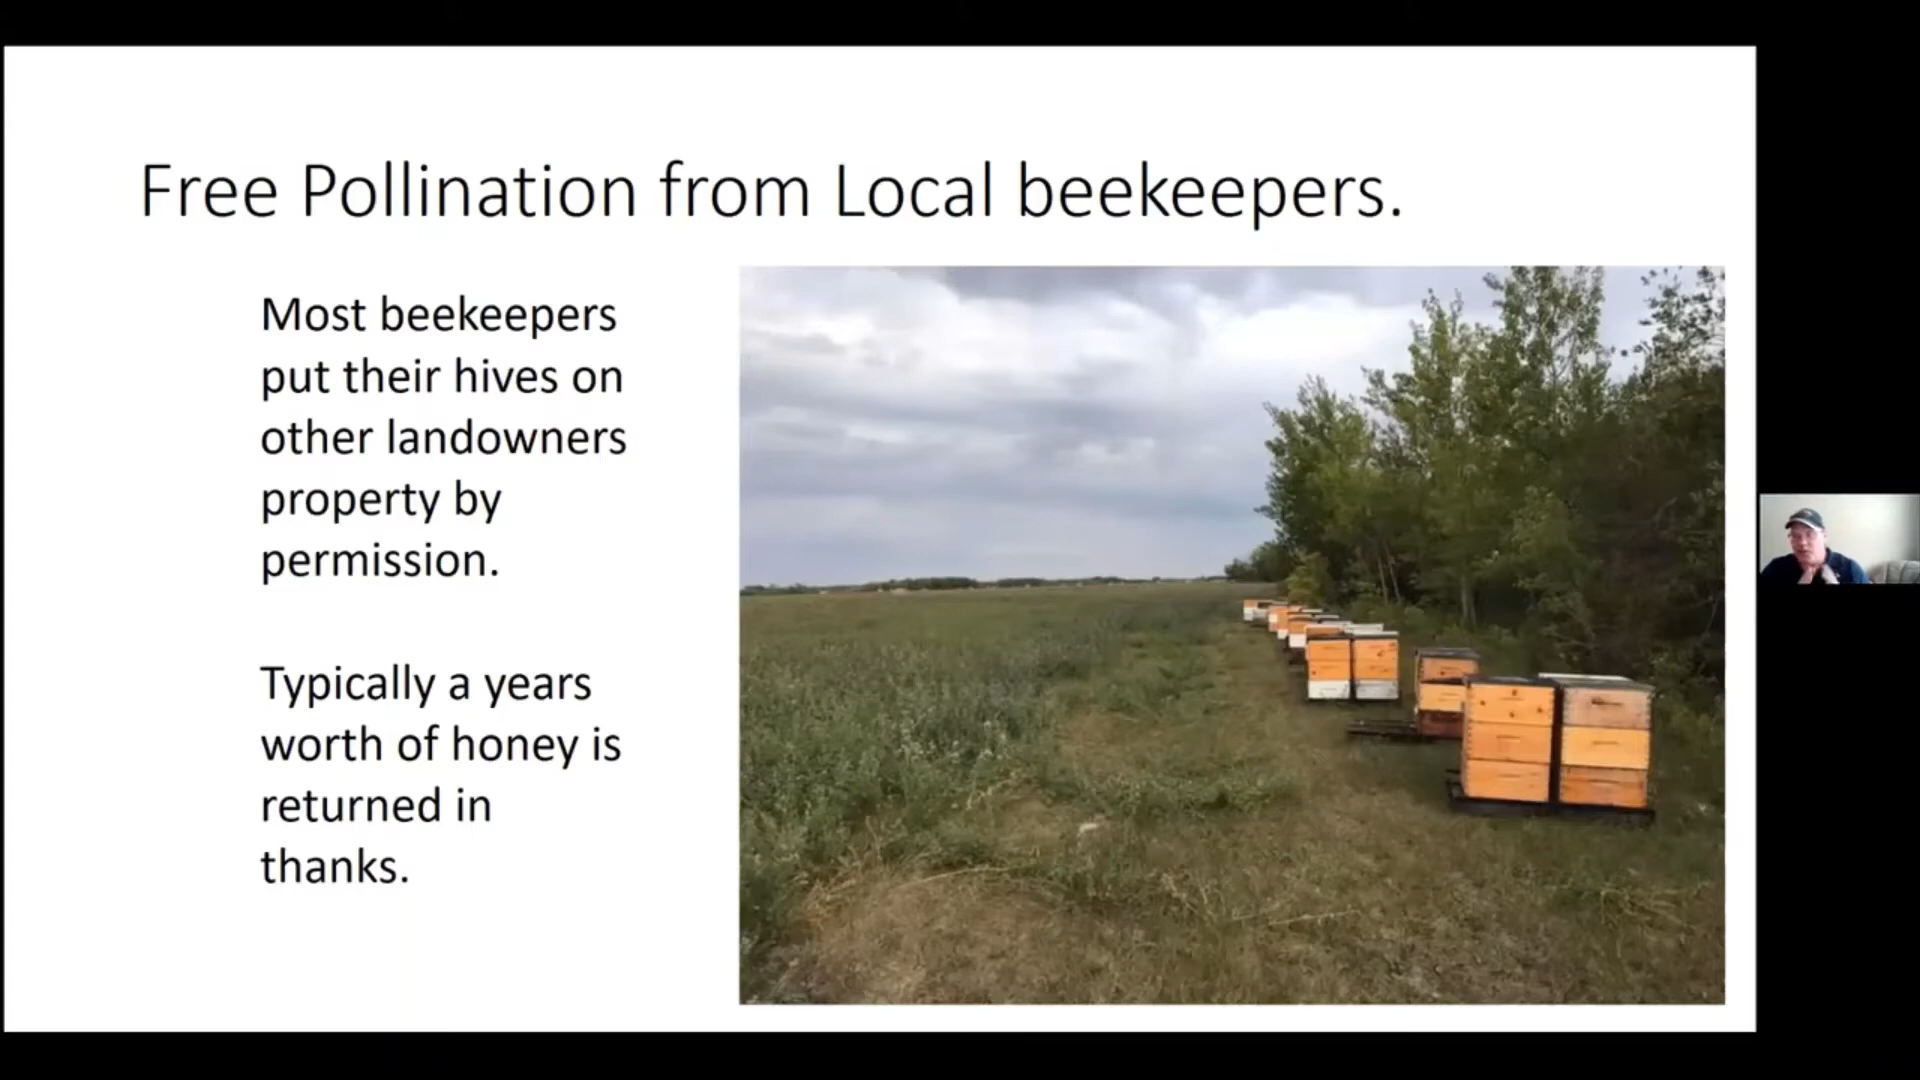 Free Pollination from Local beekeepers.
Most beekeepers
put their hives on
other landowners
property by
permission.
Typically a years
worth of honey is
returned in
thanks.